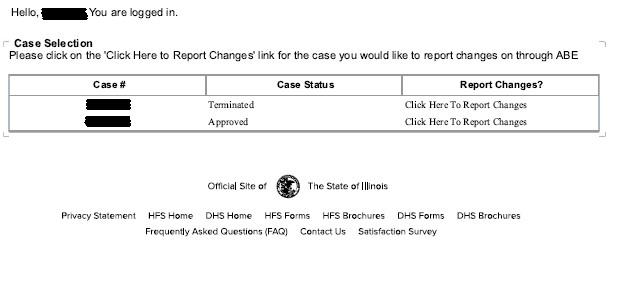 Hello, You are logged in.
Case Selection
Please click on the 'Click Here to Report Changes' link for the case you would like to report changes on through ABE
Case # Case Status Report Changes?
Terminated Click Here To Report Changes
Approved Click Here To Report Changes
Official Site of The State of Illinois
Privacy Statement HFS Home DHS Home HFS Forms HFS Brochures DHS Forms DHS Brochures
Frequently Asked Questions (FAQ) Contact Us Satisfaction Survey